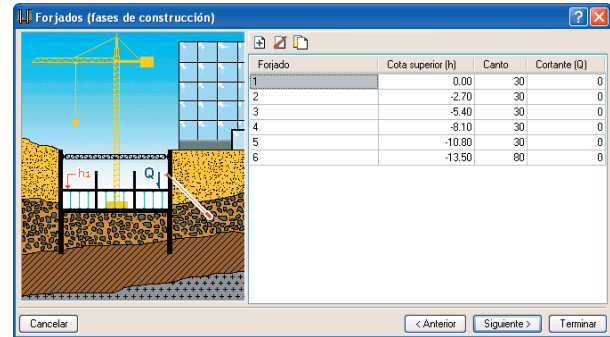 Forjados (fases de construcción)
Forjado Cota superior (h) Canto Cortante (Q)
1 0.00 30 0
2 -2.70 30 0
3 -5.40 30 0
4 -8.10 30 0
5 -10.80 30 0
6 -13.50 80 0
h1 Q
Cancelar < Anterior Siguiente > Terminar